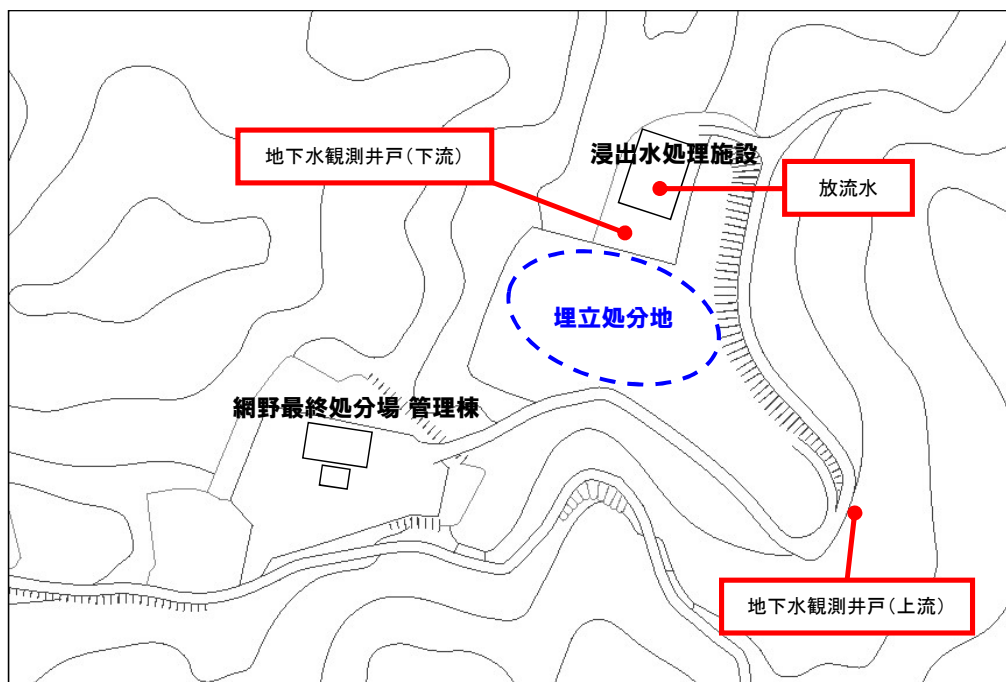 地下水観測井戸（下流）
浸出水処理施設
放流水
埋立処分地
網野最終処分場 管理棟
地下水観測井戸（上流）